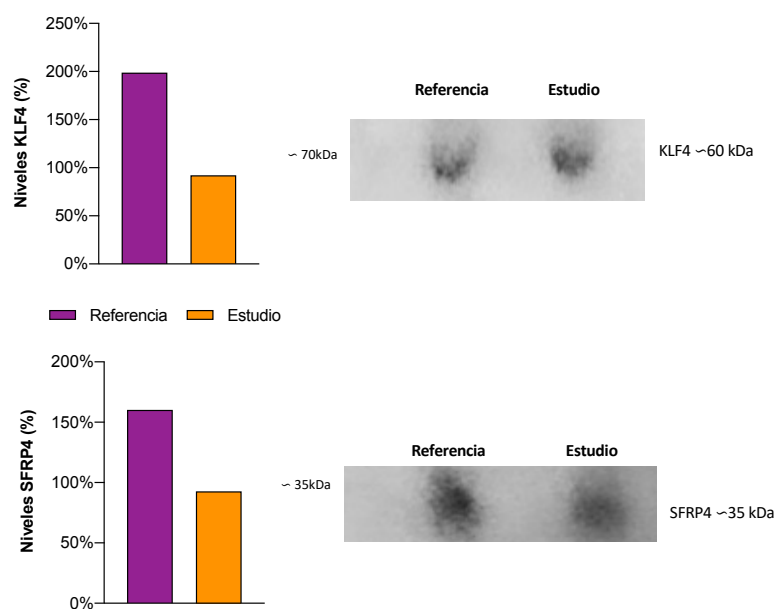 Niveles KLF4 (%)
250%
200%
150%
100%
50%
0%
Referencia Estudio
∽ 70kDa
KLF4 ∽60 kDa
Referencia Estudio
Niveles SFRP4 (%)
200%
150%
100%
50%
0%
Referencia Estudio
∽ 35kDa
SFRP4 ∽35 kDa